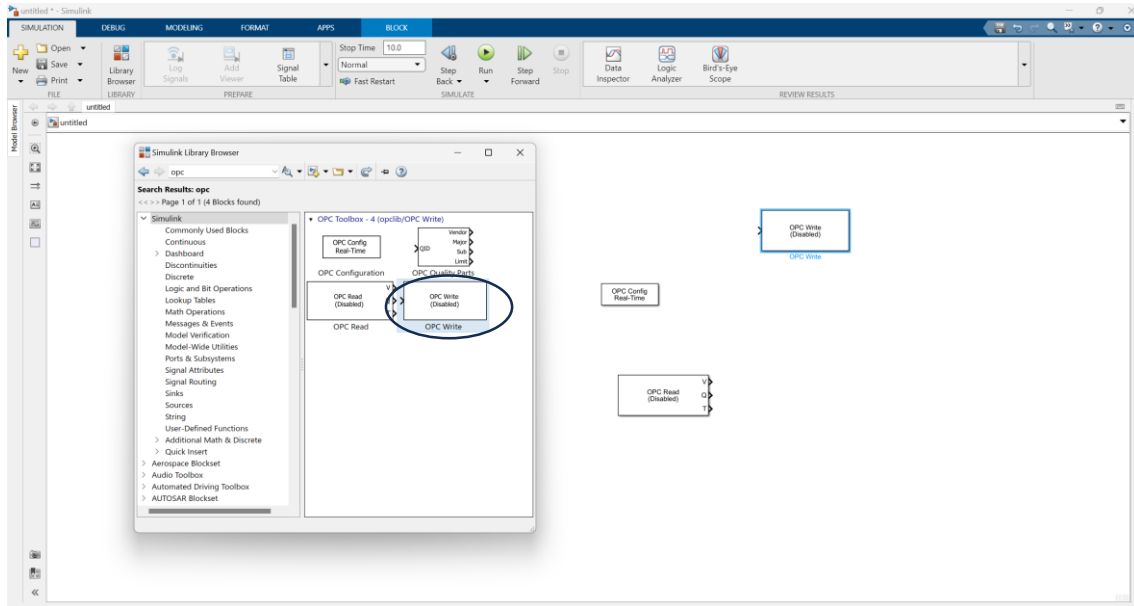 untitled * - Simulink
SIMULATION DEBUG MODELING FORMAT APPS BLOCK
New
Open
Save
Print
FILE
Library
Browser
LIBRARY
Log
Signals
Add
Viewer
Signal
Table
PREPARE
Stop Time 10.0
Normal
Fast Restart
Step
Back
Run
Step
Forward
Stop
SIMULATE
Data
Inspector
Logic
Analyzer
Bird's-Eye
Scope
REVIEW RESULTS
Model Browser
untitled
untitled
Simulink Library Browser
opc
Search Results: opc
<< >> Page 1 of 1 (4 Blocks found)
Simulink
Commonly Used Blocks
Continuous
Dashboard
Discontinuities
Discrete
Logic and Bit Operations
Lookup Tables
Math Operations
Messages & Events
Model Verification
Model-Wide Utilities
Ports & Subsystems
Signal Attributes
Signal Routing
Sinks
Sources
String
User-Defined Functions
Additional Math & Discrete
Quick Insert
Aerospace Blockset
Audio Toolbox
Automated Driving Toolbox
AUTOSAR Blockset
OPC Toolbox - 4 (opclib/OPC Write)
OPC Config
Real-Time
OPC Configuration
QID
Vendor
Major
Sub
Limit
OPC Quality Parts
OPC Read
(Disabled)
V
OPC Read
OPC Write
(Disabled)
OPC Write
OPC Write
(Disabled)
OPC Write
OPC Config
Real-Time
OPC Read
(Disabled)
V
Q
T